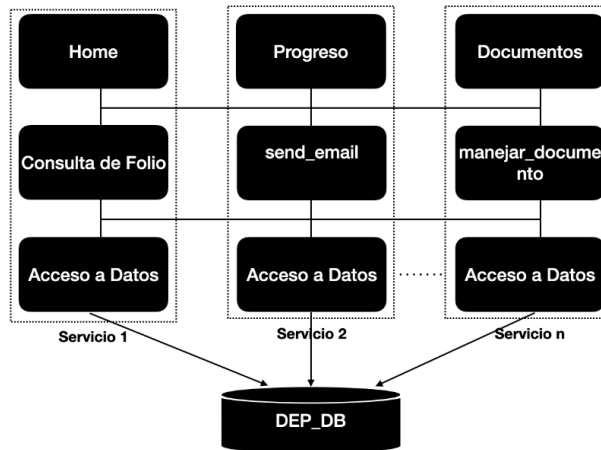 Home
Progreso
Documentos
Consulta de Folio
send_email
manejar_docume
nto
Acceso a Datos
Acceso a Datos
Acceso a Datos
Servicio 1
Servicio 2
Servicio n
DEP_DB